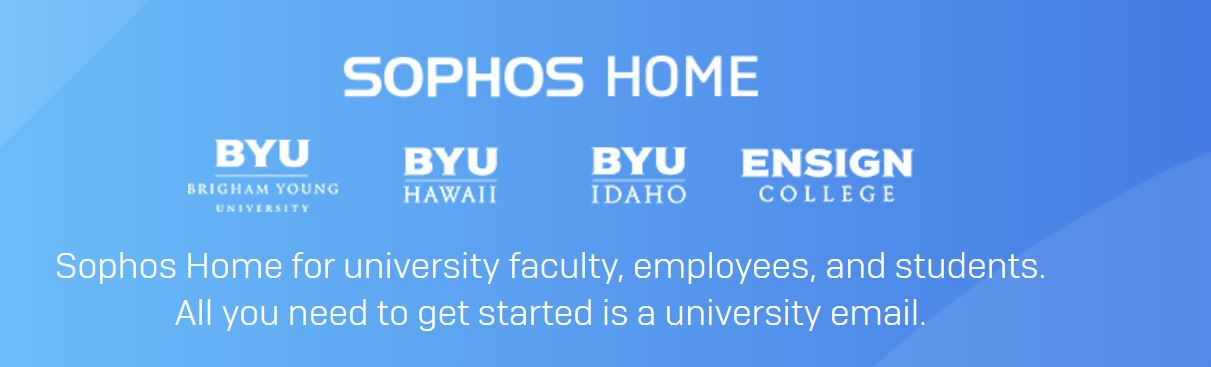 SOPHOS HOME
BYU
BRIGHAM YOUNG
UNIVERSITY
BYU
HAWAII
BYU
IDAHO
ENSIGN
COLLEGE
Sophos Home for university faculty, employees, and students.
All you need to get started is a university email.